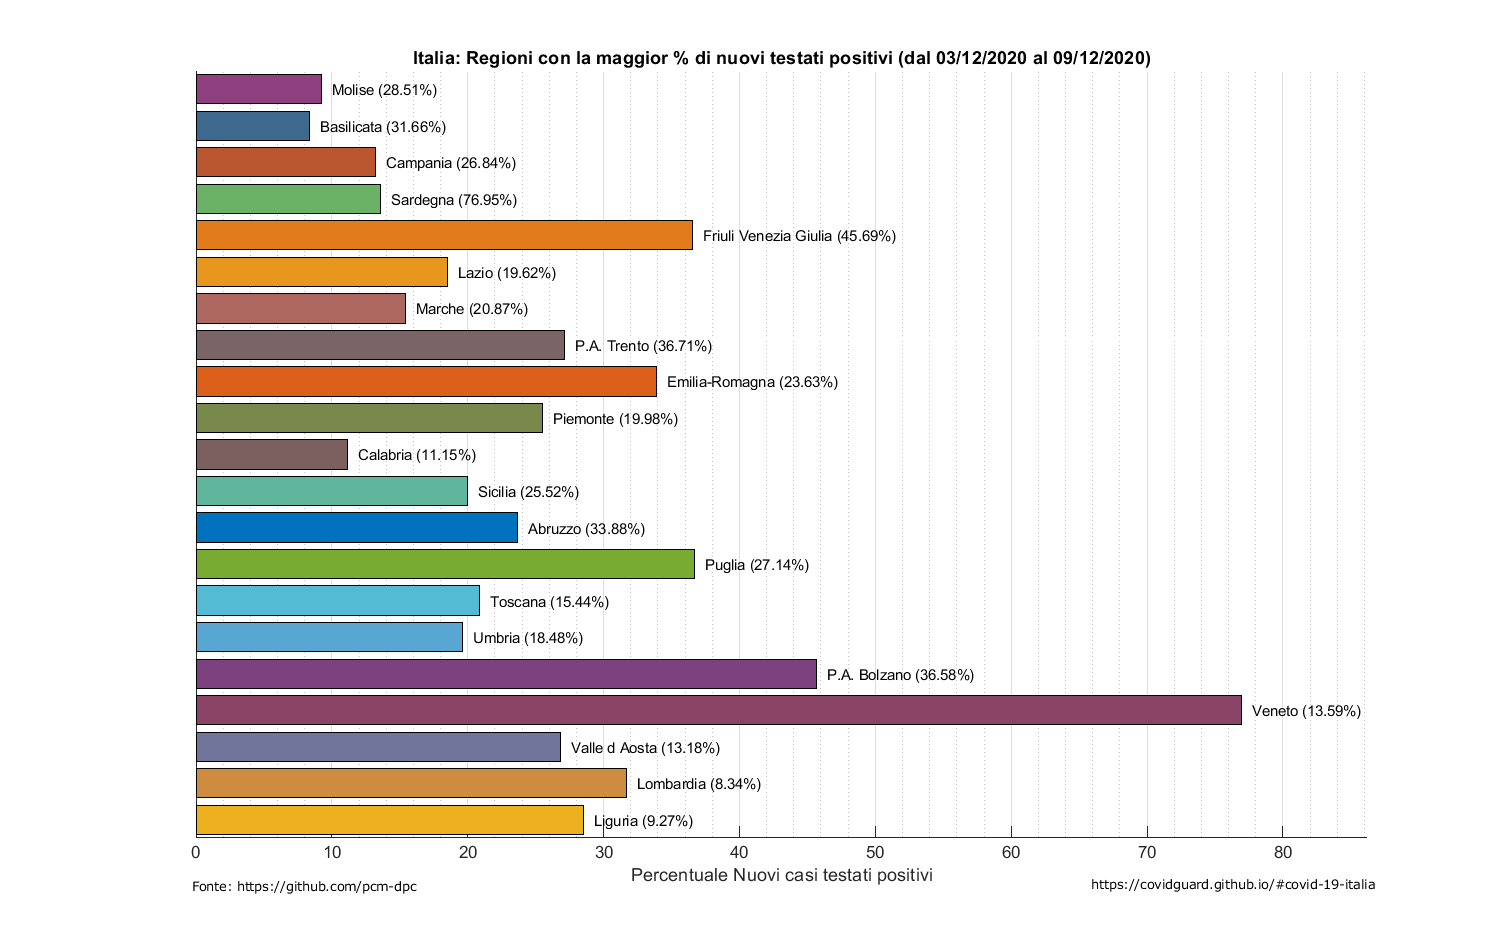 Italia: Regioni con la maggior % di nuovi testati positivi (dal 03/12/2020 al 09/12/2020)
Molise (28.51%)
Basilicata (31.66%)
Campania (26.84%)
Sardegna (76.95%)
Friuli Venezia Giulia (45.69%)
Lazio (19.62%)
Marche (20.87%)
P.A. Trento (36.71%)
Emilia-Romagna (23.63%)
Piemonte (19.98%)
Calabria (11.15%)
Sicilia (25.52%)
Abruzzo (33.88%)
Puglia (27.14%)
Toscana (15.44%)
Umbria (18.48%)
P.A. Bolzano (36.58%)
Veneto (13.59%)
Valle d Aosta (13.18%)
Lombardia (8.34%)
Liguria (9.27%)
0 10 20 30 40 50 60 70 80
Percentuale Nuovi casi testati positivi
Fonte: https://github.com/pcm-dpc
https://covidguard.github.io/#covid-19-italia